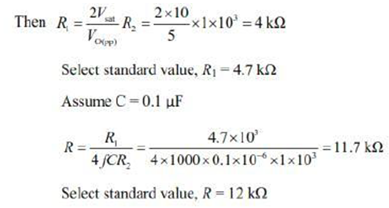 Then R₁ = 2V_sat / V_O(pp) R₂ = 2×10 / 5 ×1×10³ = 4 kΩ
Select standard value, R₁ = 4.7 kΩ
Assume C = 0.1 μF
R = R₁ / 4fCR₂ = 4.7×10³ / 4×1000×0.1×10⁻⁶×1×10³ = 11.7 kΩ
Select standard value, R = 12 kΩ